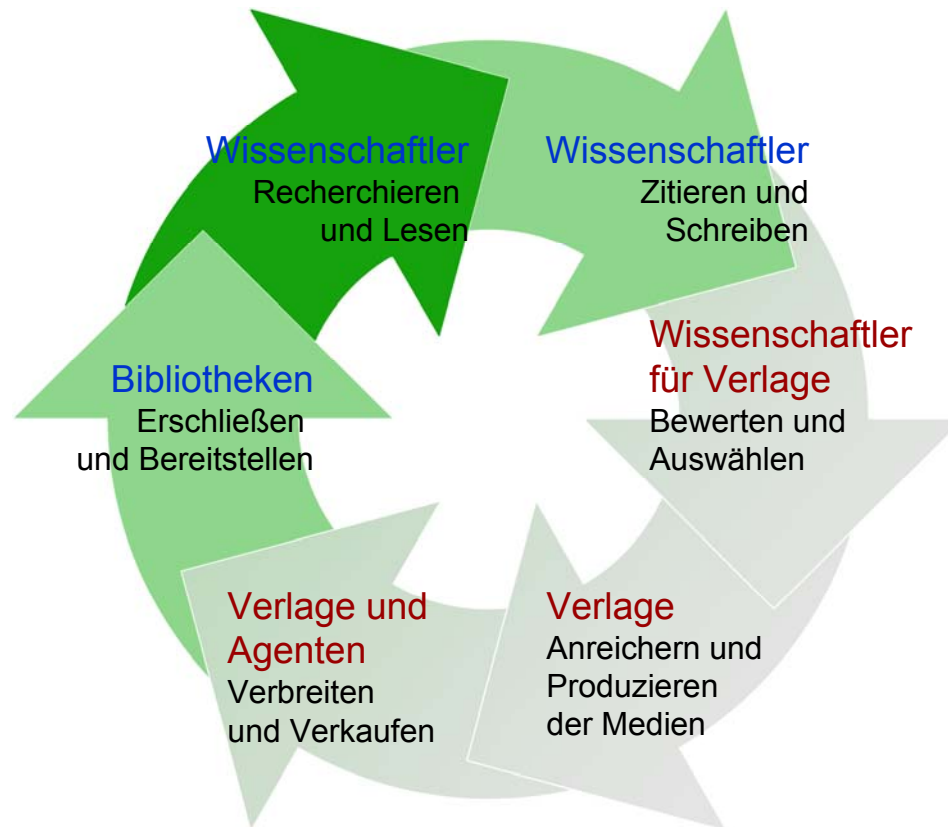 Wissenschaftler
Recherchieren
und Lesen
Wissenschaftler
Zitieren und
Schreiben
Wissenschaftler
für Verlage
Bewerten und
Auswählen
Verlage
Anreichern und
Produzieren
der Medien
Verlage und
Agenten
Verbreiten
und Verkaufen
Bibliotheken
Erschließen
und Bereitstellen